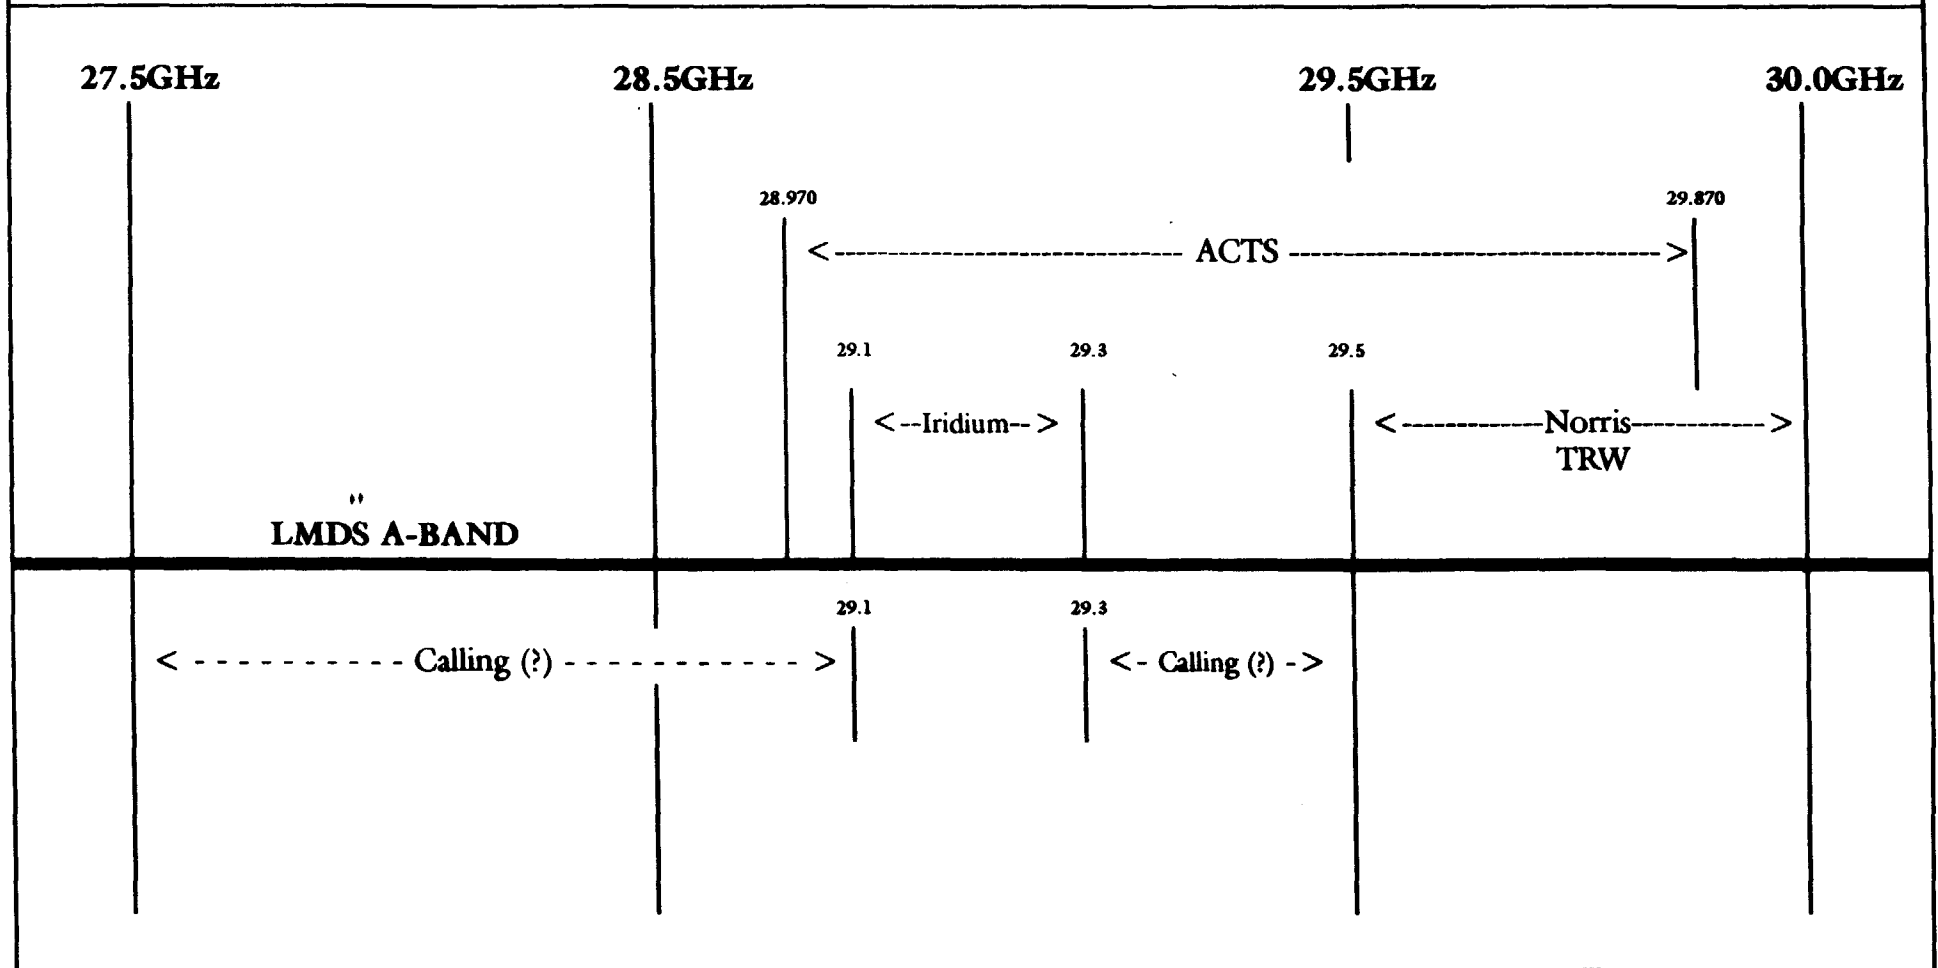 27.5GHz 28.5GHz 29.5GHz 30.0GHz
28.970 29.870
<-------------------- ACTS -------------------->
29.1 29.3 29.5
<--Iridium--> <-------------Norris------------>
TRW
LMDS A-BAND
29.1 29.3
< - - - - - - - - - - Calling (?) - - - - - - - - - - > <- Calling (?) ->